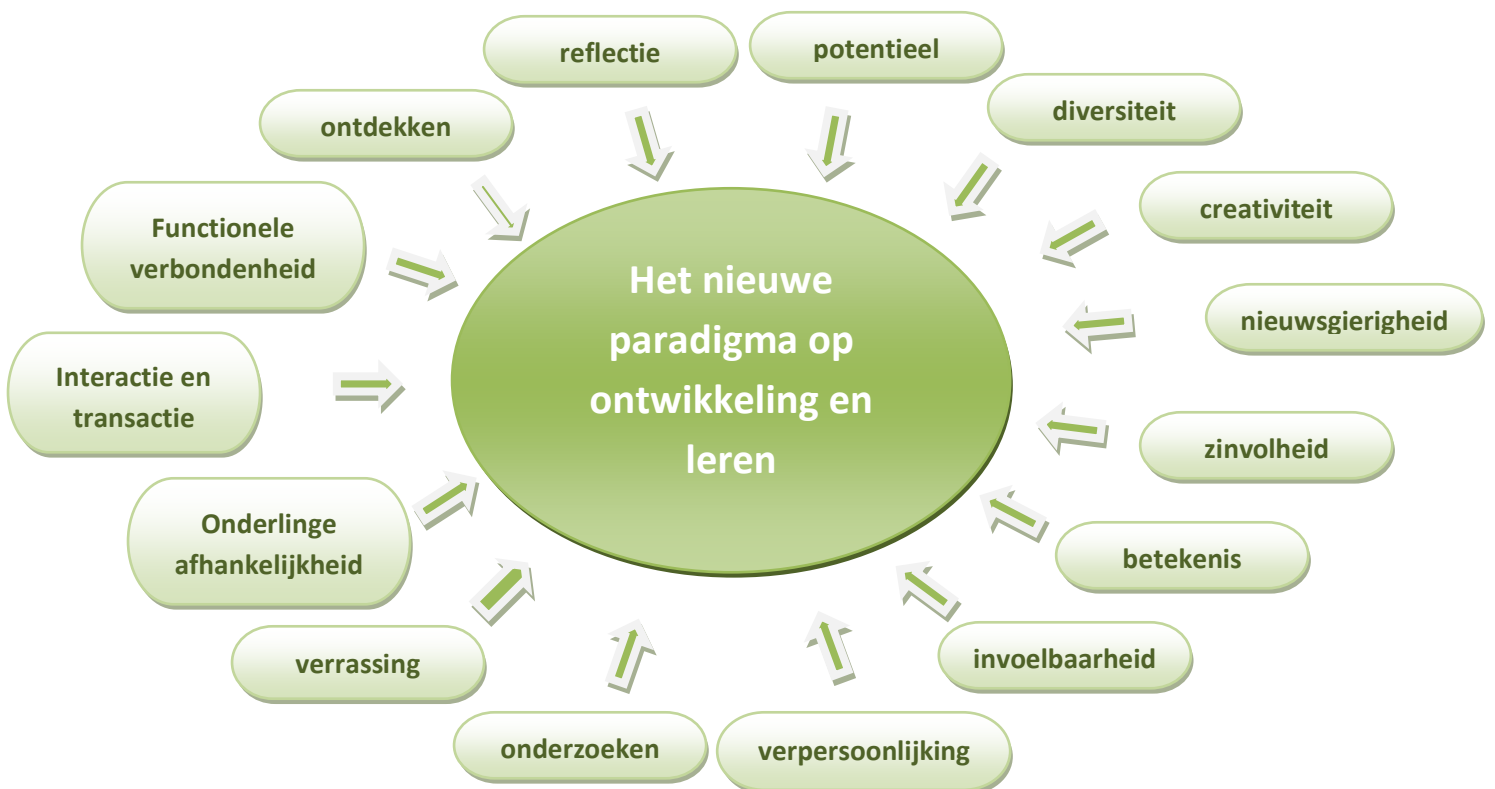 reflectie
potentieel
diversiteit
ontdekken
creativiteit
Functionele
verbondenheid
Het nieuwe
paradigma op
ontwikkeling en
leren
nieuwsgierigheid
Interactie en
transactie
zinvolheid
Onderlinge
afhankelijkheid
betekenis
verrassing
invoelbaarheid
onderzoeken
verpersoonlijking